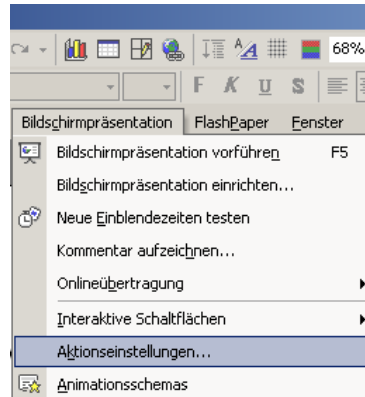 68%
F K U S
Bildschirmpräsentation FlashPaper Fenster
Bildschirmpräsentation vorführen F5
Bildschirmpräsentation einrichten...
Neue Einblendezeiten testen
Kommentar aufzeichnen...
Onlineübertragung
Interaktive Schaltflächen
Aktionseinstellungen...
Animationsschemas